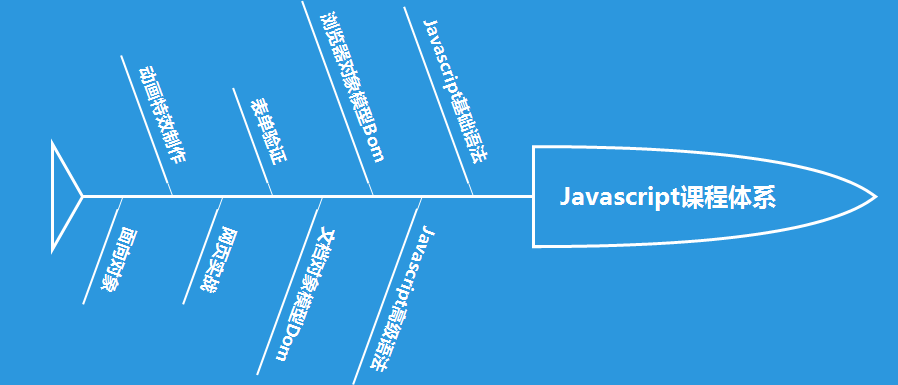 动画特效制作
表单验证
浏览器对象模型Bom
Javascript基础语法
Javascript课程体系
面向对象
网页实战
文档对象模型Dom
Javascript高级语法